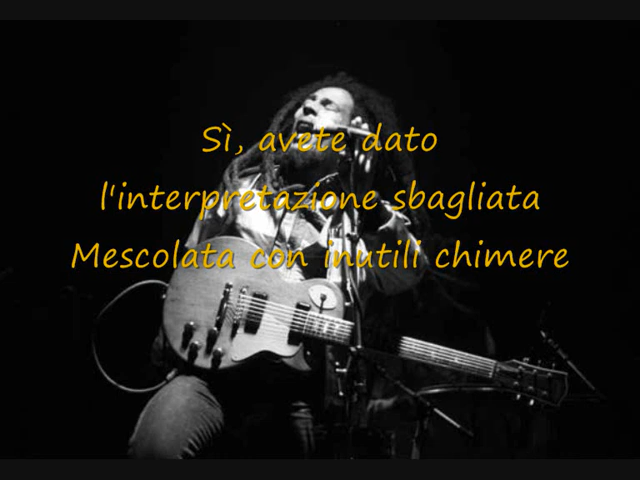 Sì, avete dato
l'interpretazione sbagliata
Mescolata con inutili chimere